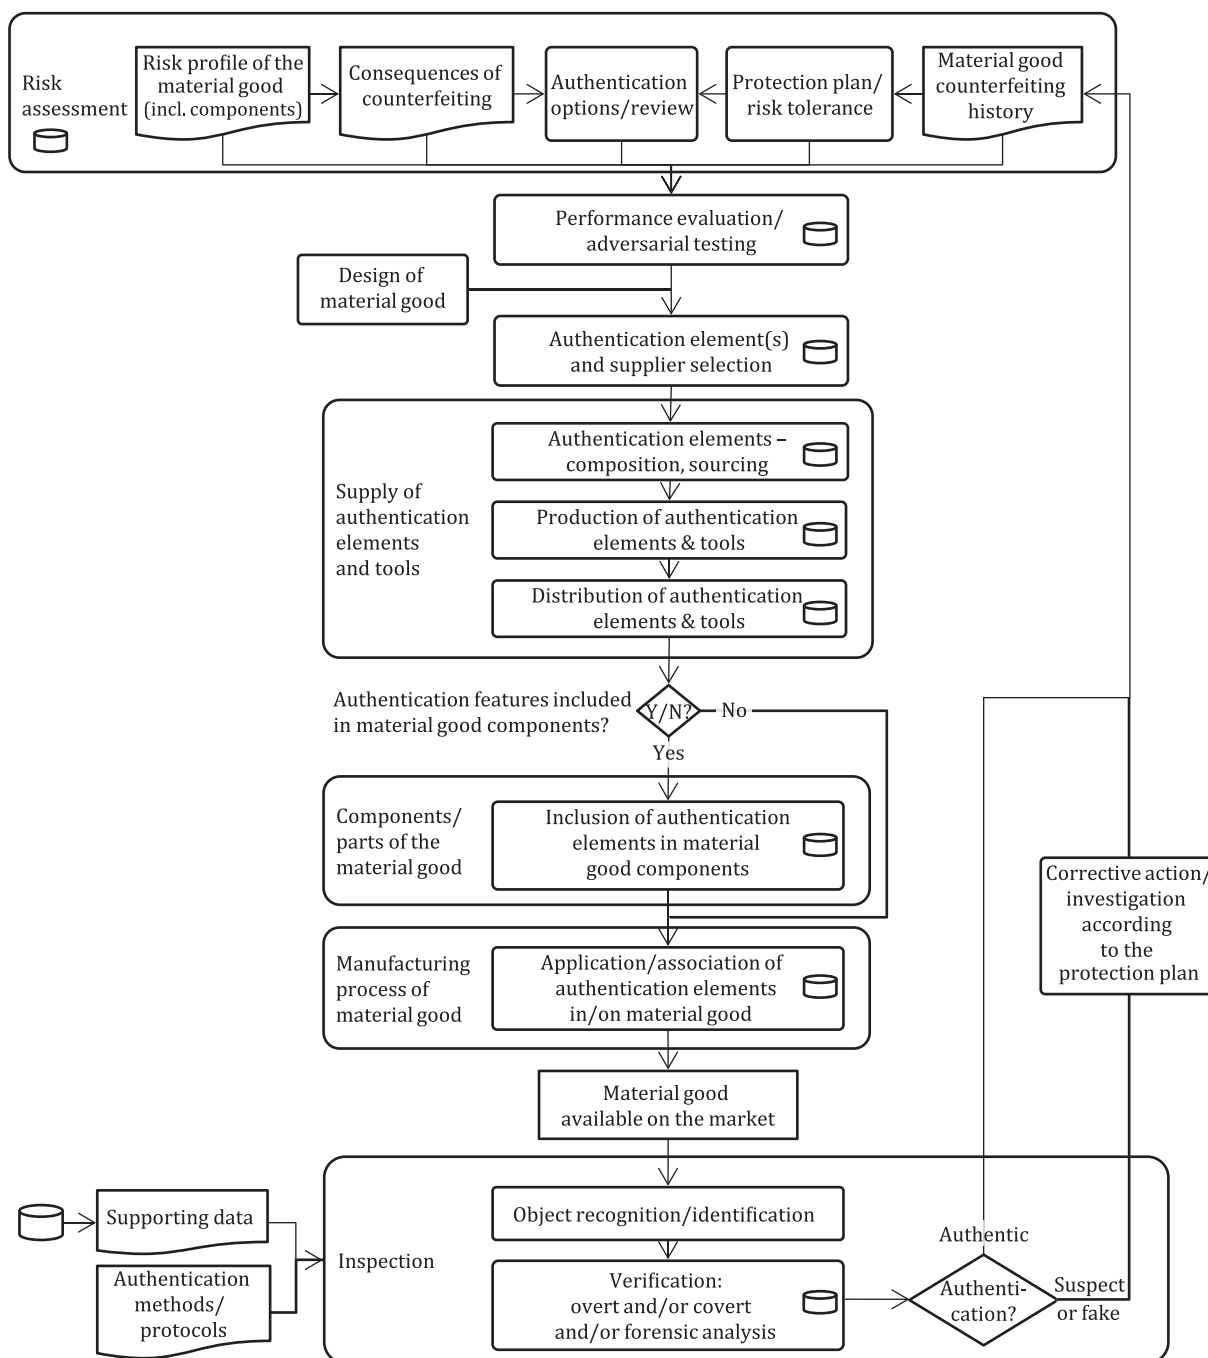 Risk
assessment
Risk profile of the
material good
(incl. components)
Consequences of
counterfeiting
Authentication
options/review
Protection plan/
risk tolerance
Material good
counterfeiting
history
Performance evaluation/
adversarial testing
Design of
material good
Authentication element(s)
and supplier selection
Supply of
authentication
elements
and tools
Authentication elements –
composition, sourcing
Production of authentication
elements & tools
Distribution of authentication
elements & tools
Authentication features included
in material good components?
Y/N?
No
Yes
Components/
parts of the
material good
Inclusion of authentication
elements in material
good components
Corrective action/
investigation
according
to the
protection plan
Manufacturing
process of
material good
Application/association of
authentication elements
in/on material good
Material good
available on the market
Supporting data
Authentication
methods/
protocols
Inspection
Object recognition/identification
Verification:
overt and/or covert
and/or forensic analysis
Authentic
Authenti-
cation?
Suspect
or fake